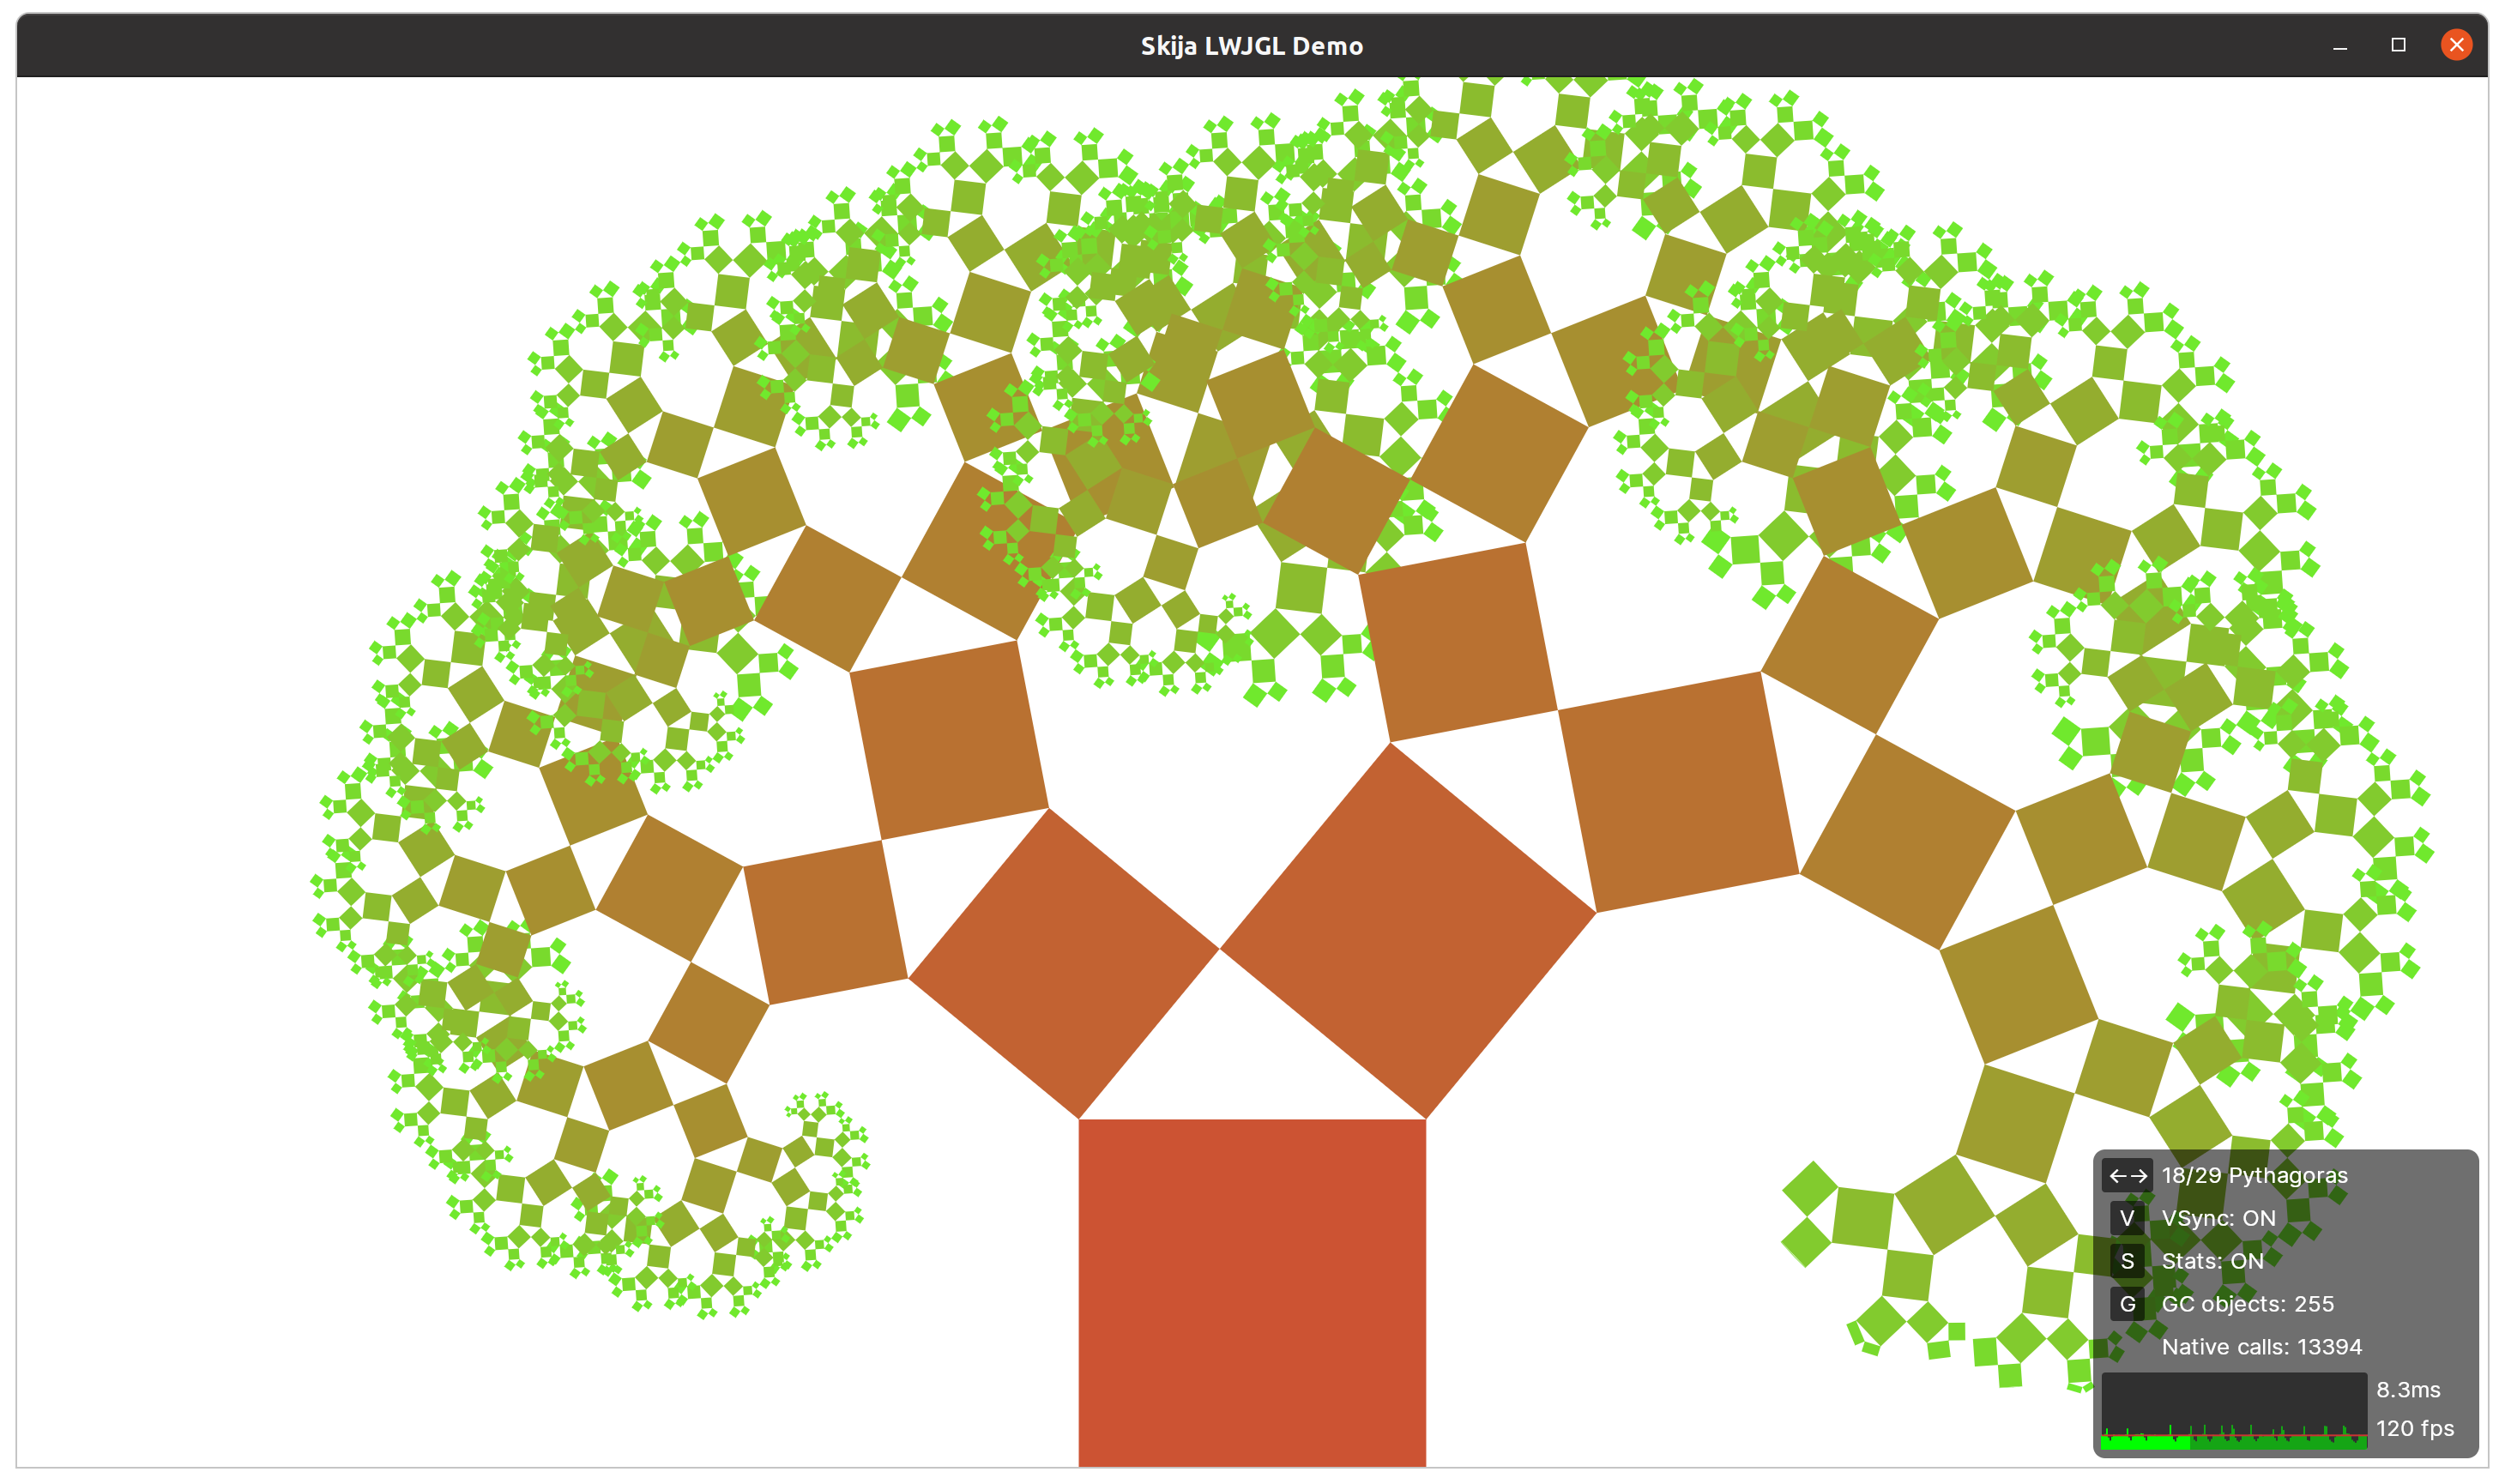 Skija LWJGL Demo
←→ 18/29 Pythagoras
V VSync: ON
S Stats: ON
G GC objects: 255
Native calls: 13394
8.3ms
120 fps